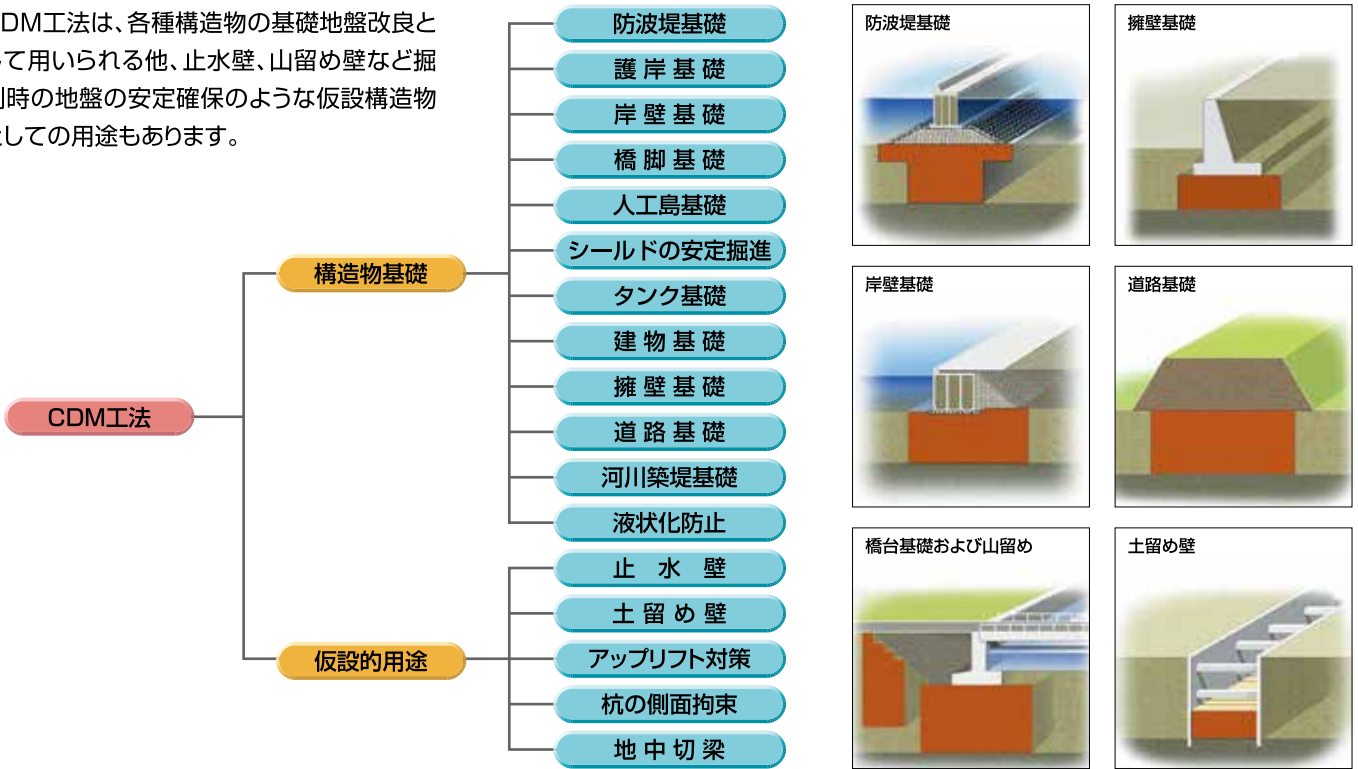 DM工法は、各種構造物の基礎地盤改良と
て用いられる他、止水壁、山留め壁など掘
時の地盤の安定確保のような仮設構造物
しての用途もあります。
CDM工法
構造物基礎
防波堤基礎
護岸基礎
岸壁基礎
橋脚基礎
人工島基礎
シールドの安定掘進
タンク基礎
建物基礎
擁壁基礎
道路基礎
河川築堤基礎
液状化防止
仮設的用途
止水壁
土留め壁
アップリフト対策
杭の側面拘束
地中切梁
防波堤基礎
擁壁基礎
岸壁基礎
道路基礎
橋台基礎および山留め
土留め壁